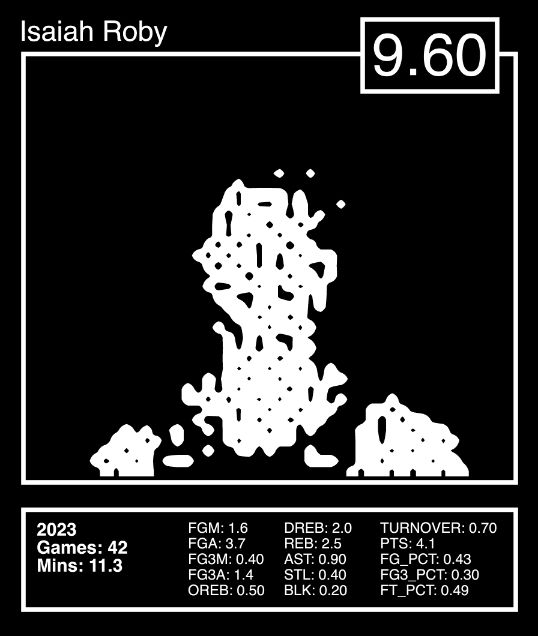 Isaiah Roby
9.60
2023
Games: 42
Mins: 11.3
FGM: 1.6
FGA: 3.7
FG3M: 0.40
FG3A: 1.4
OREB: 0.50
DREB: 2.0
REB: 2.5
AST: 0.90
STL: 0.40
BLK: 0.20
TURNOVER: 0.70
PTS: 4.1
FG_PCT: 0.43
FG3_PCT: 0.30
FT_PCT: 0.49